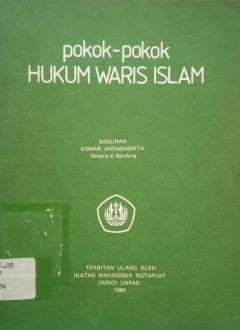 pokok-pokok
HUKUM WARIS ISLAM
SADURAN
KOMAR ANDASASMITA
Notaris di Bandung
TERBITAN ULANG OLEH
IKATAN MAHASISWA NOTARIAT
(IMNO) UNPAD
1984